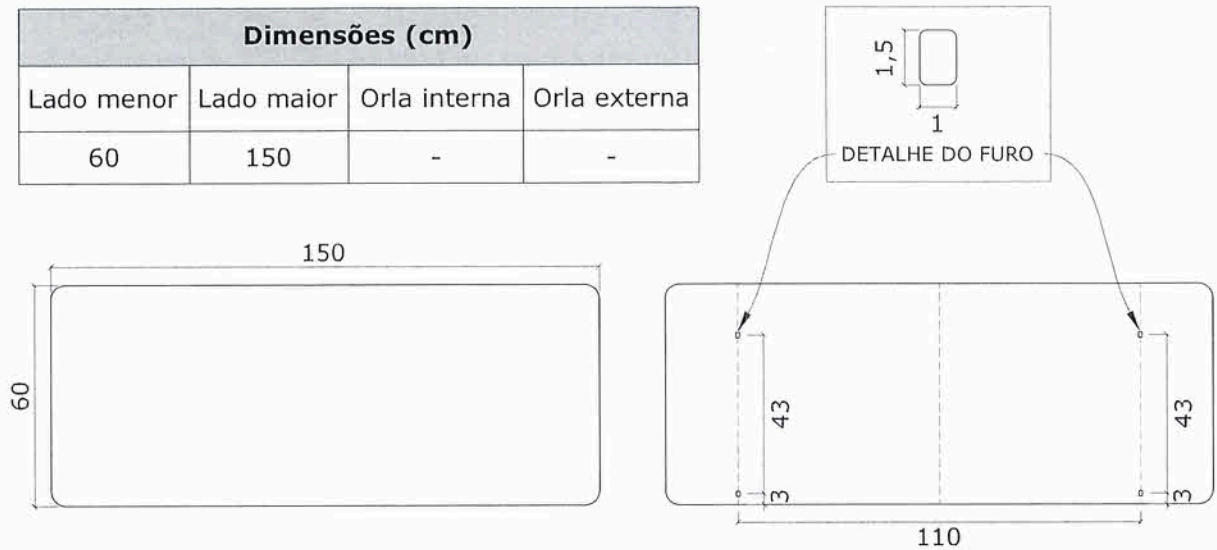 Dimensões (cm)
Lado menor Lado maior Orla interna Orla externa
60 150 - -
1,5
1
DETALHE DO FURO
150
60
43
3
43
3
110